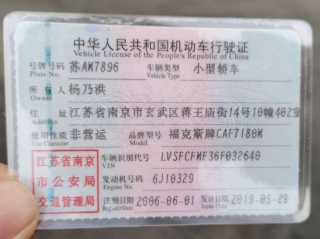 中华人民共和国机动车行驶证
Vehicle License of the People's Republic of China
号牌号码 苏AM7896 车辆类型 小型轿车
Plate No. Vehicle Type
所有人 杨乃洪
Owner
住址 江苏省南京市玄武区蒋王庙街14号10幢402室
Address
使用性质 非营运 品牌型号 福克斯牌CAF7180M
Use Character Model
江苏省南京
市公安局
交通管理局
车辆识别代号 LVSFCFME36F032640
VIN
发动机号码 6J10329
Engine No.
注册日期 2006-06-01 发证日期 2019-05-29
Register Date Issue Date